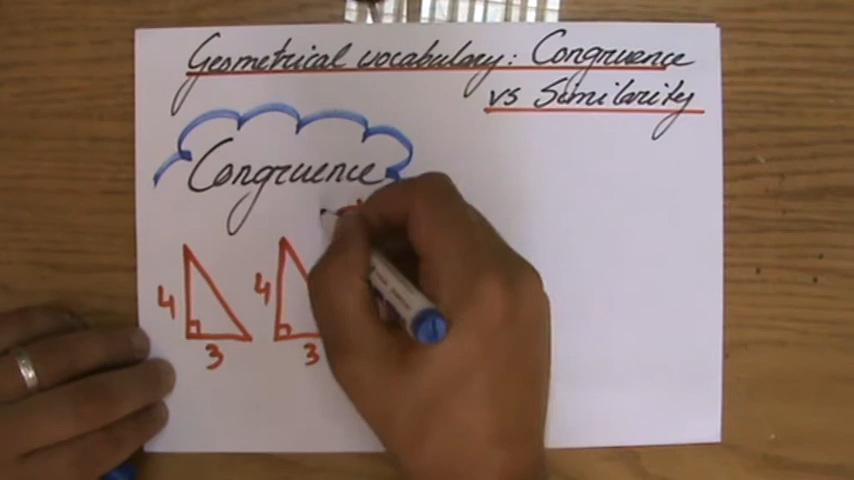 Geometrical vocabulary: Congruence
vs Similarity
Congruence
4 4
3 3